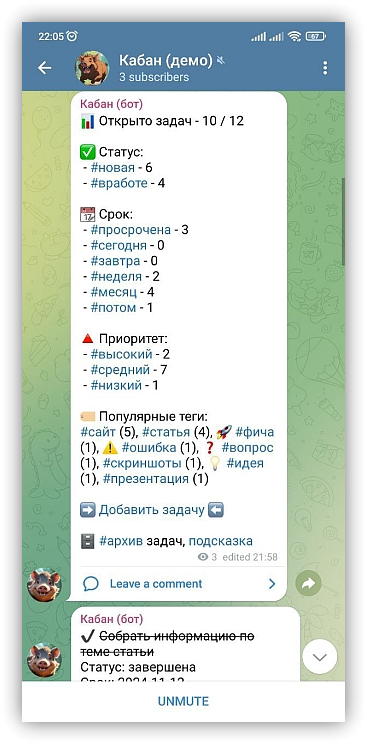 22:05 67
Кабан (демо)
3 subscribers
Кабан (бот)
Открыто задач - 10 / 12
Статус:
- #новая - 6
- #вработе - 4
Срок:
- #просрочена - 3
- #сегодня - 0
- #завтра - 0
- #неделя - 2
- #месяц - 4
- #потом - 1
Приоритет:
- #высокий - 2
- #средний - 7
- #низкий - 1
Популярные теги:
#сайт (5), #статья (4), #фича
(1), #ошибка (1), #вопрос
(1), #скриншоты (1), #идея
(1), #презентация (1)
Добавить задачу
#архив задач, подсказка
3 edited 21:58
Leave a comment
Кабан (бот)
Собрать информацию по
теме статьи
Статус: завершена
UNMUTE